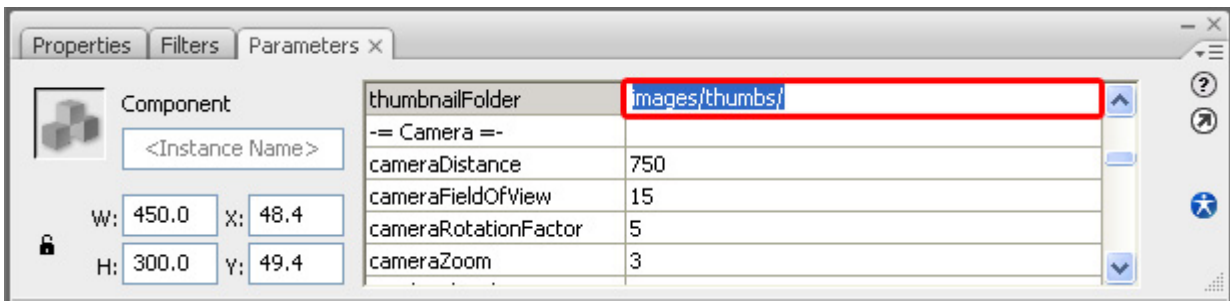 Properties Filters Parameters ×
Component
<Instance Name>
W: 450.0 X: 48.4
H: 300.0 Y: 49.4
thumbnailFolder images/thumbs/
-= Camera =-
cameraDistance 750
cameraFieldOfView 15
cameraRotationFactor 5
cameraZoom 3